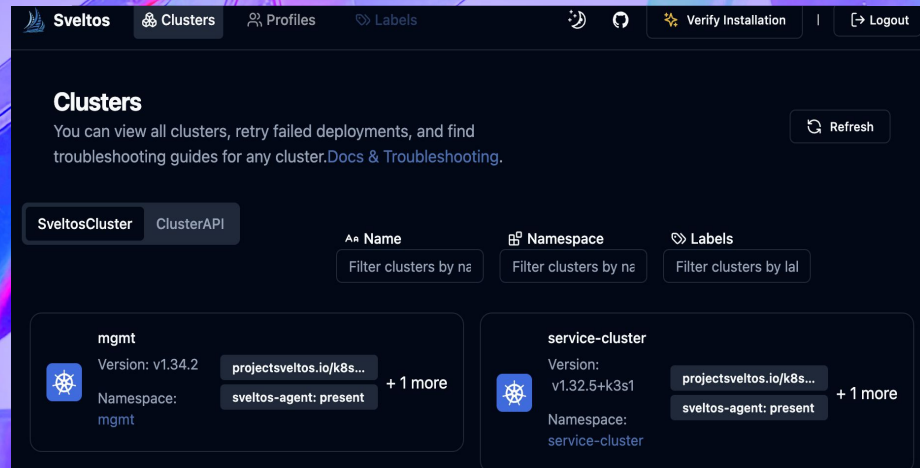 Sveltos
Clusters
Profiles
Labels
Verify Installation
|
Logout
Clusters
You can view all clusters, retry failed deployments, and find
troubleshooting guides for any cluster.Docs & Troubleshooting.
Refresh
SveltosCluster
ClusterAPI
Aa Name
Namespace
Labels
Filter clusters by na
Filter clusters by na
Filter clusters by lal
mgmt
Version: v1.34.2
Namespace:
mgmt
projectsveltos.io/k8s...
sveltos-agent: present
+ 1 more
service-cluster
Version:
v1.32.5+k3s1
Namespace:
service-cluster
projectsveltos.io/k8s...
sveltos-agent: present
+ 1 more